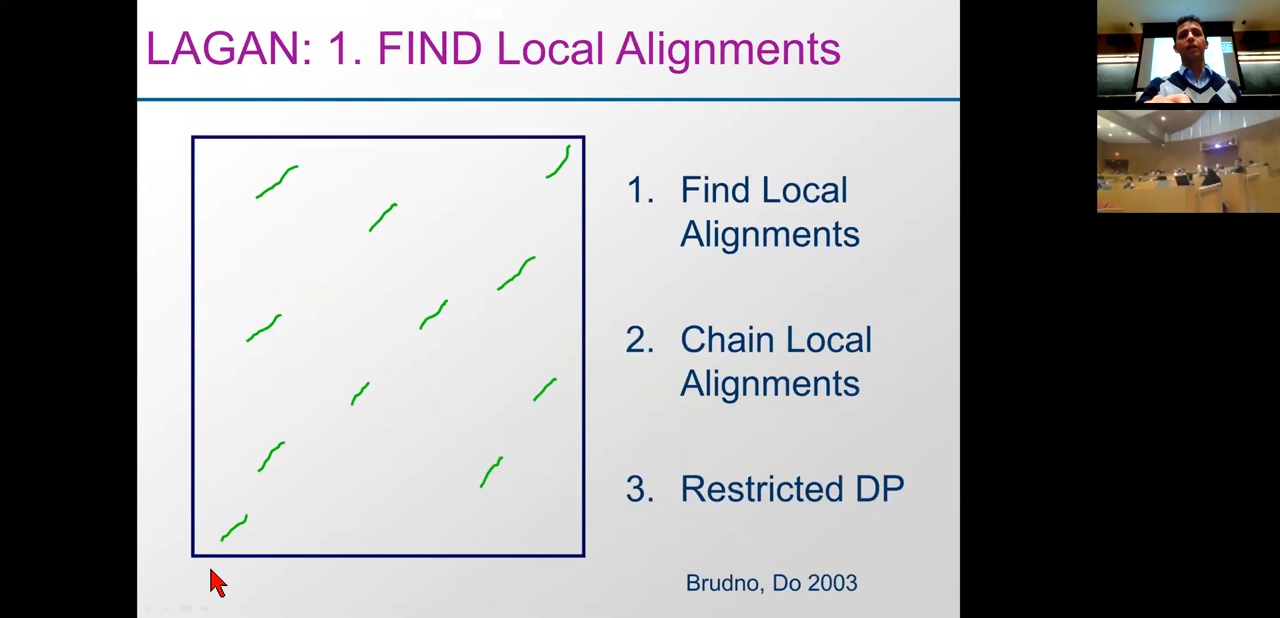 LAGAN: 1. FIND Local Alignments
1. Find Local
Alignments
2. Chain Local
Alignments
3. Restricted DP
Brudno, Do 2003